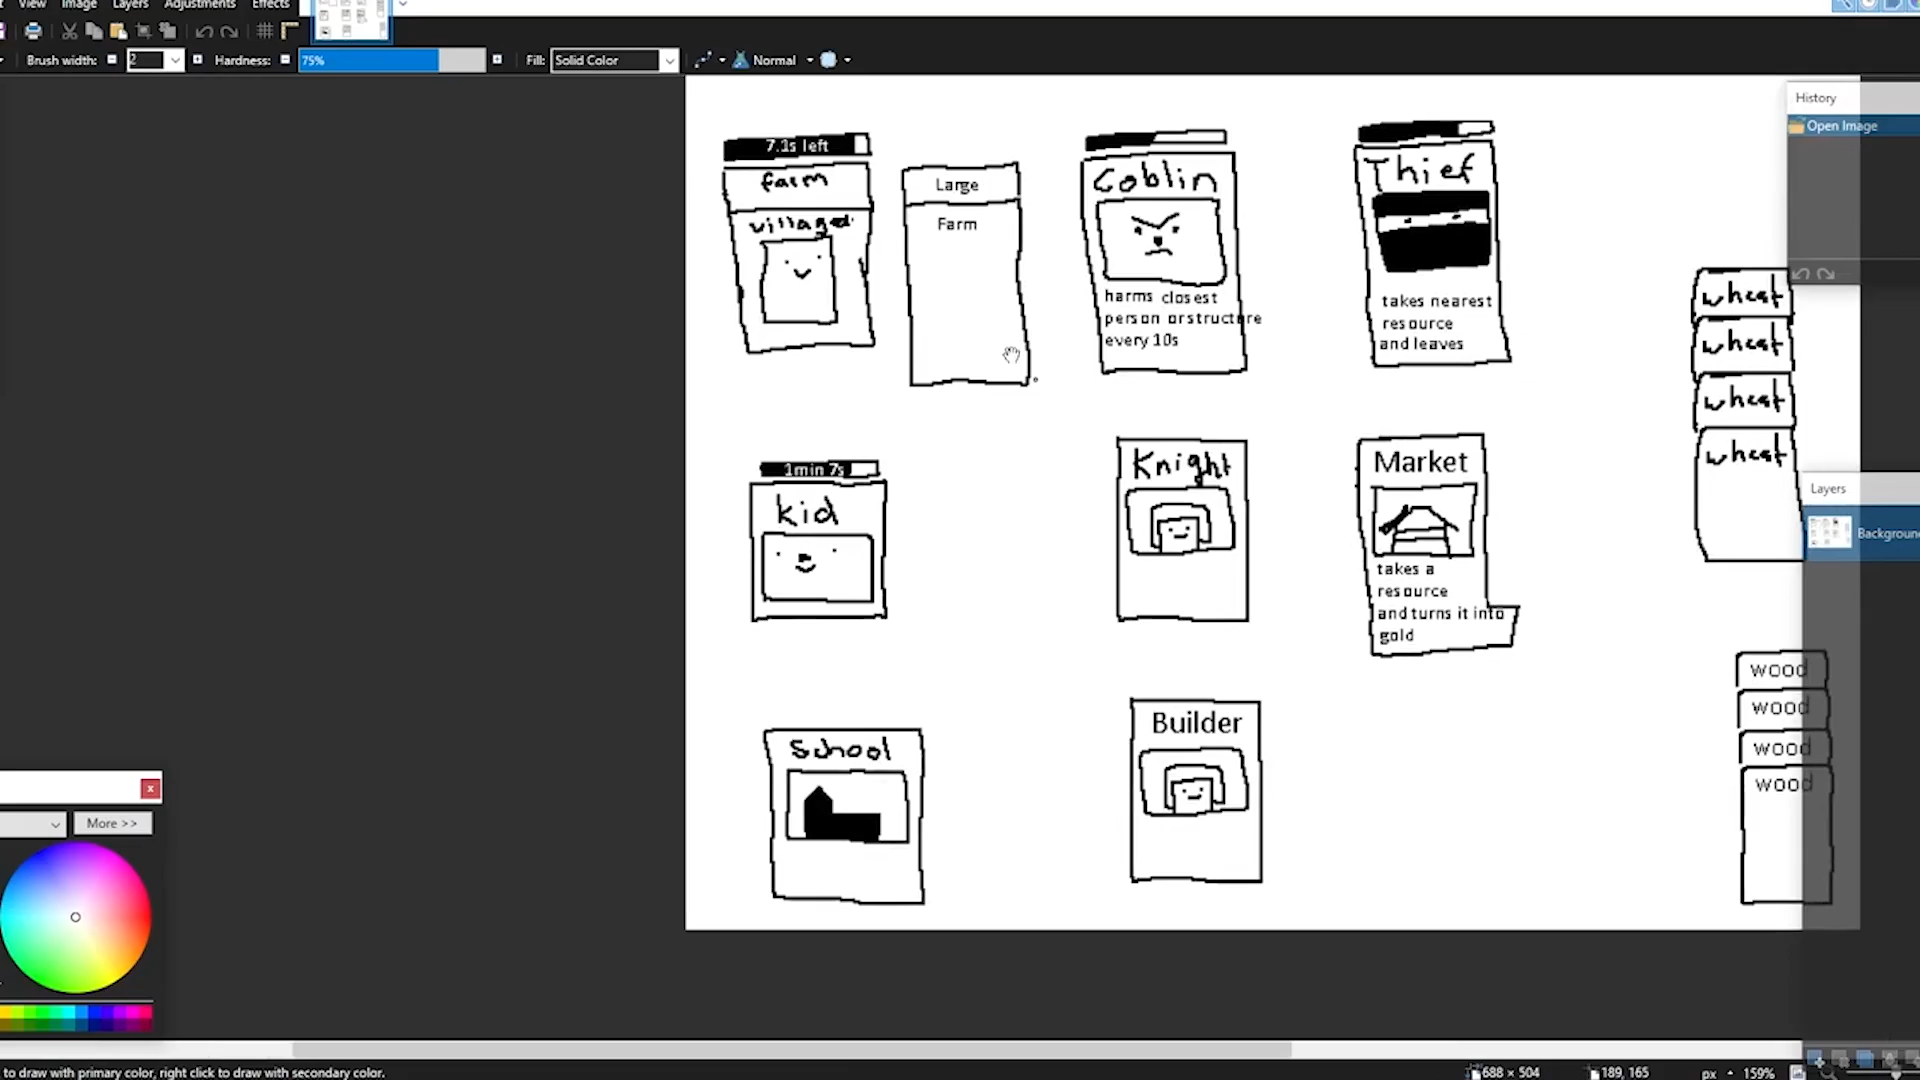 View Image Layers Adjustments Effects
Brush width: 2 Hardness: 75% Fill: Solid Color Normal
History
Open Image
7.1s left
farm
villaged
Large
Farm
Goblin
harms closest
person or structure
every 10s
Thief
takes nearest
resource
and leaves
wheat
wheat
wheat
wheat
1min 7s
kid
Knight
Market
takes a
resource
and turns it into
gold
Layers
Background
School
Builder
wood
wood
wood
wood
More >>
to draw with primary color, right click to draw with secondary color.
688 × 504
189, 165
px
159%